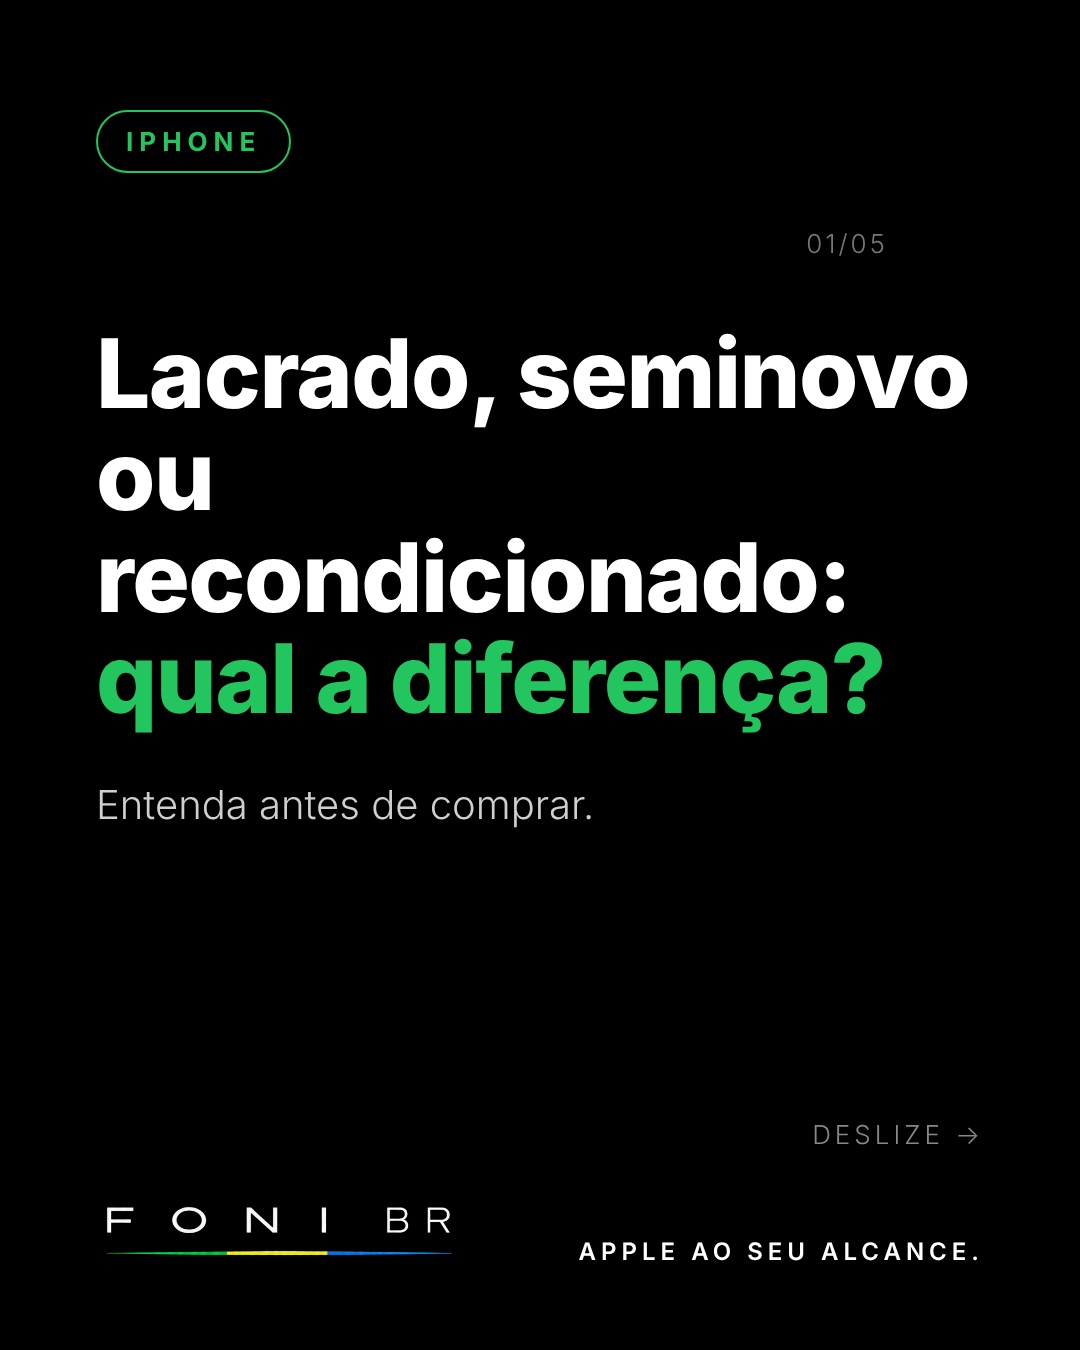 IPHONE
01/05
Lacrado, seminovo
ou
recondicionado:
qual a diferença?
Entenda antes de comprar.
DESLIZE →
FONI BR
APPLE AO SEU ALCANCE.